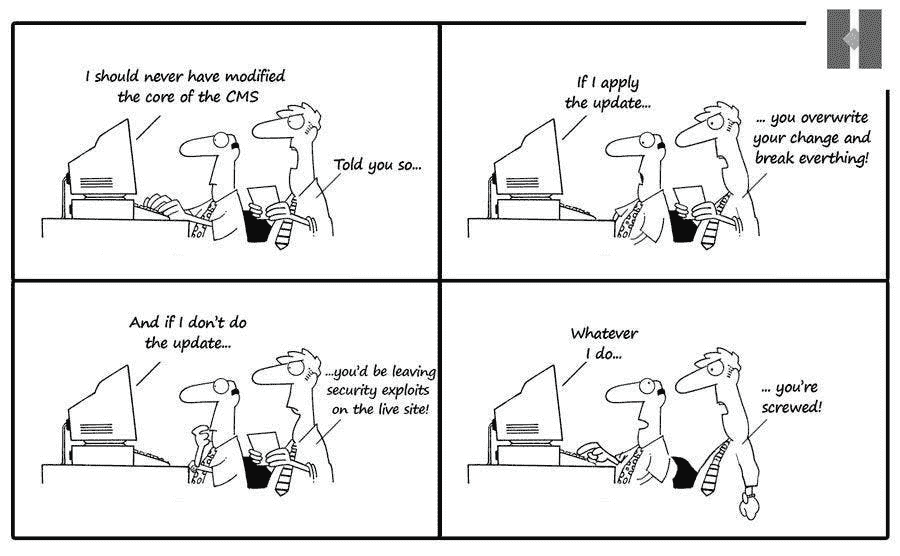 I should never have modified
the core of the CMS
Told you so...
If I apply
the update...
... you overwrite
your change and
break everthing!
And if I don't do
the update...
...you'd be leaving
security exploits
on the live site!
Whatever
I do...
... you're
screwed!